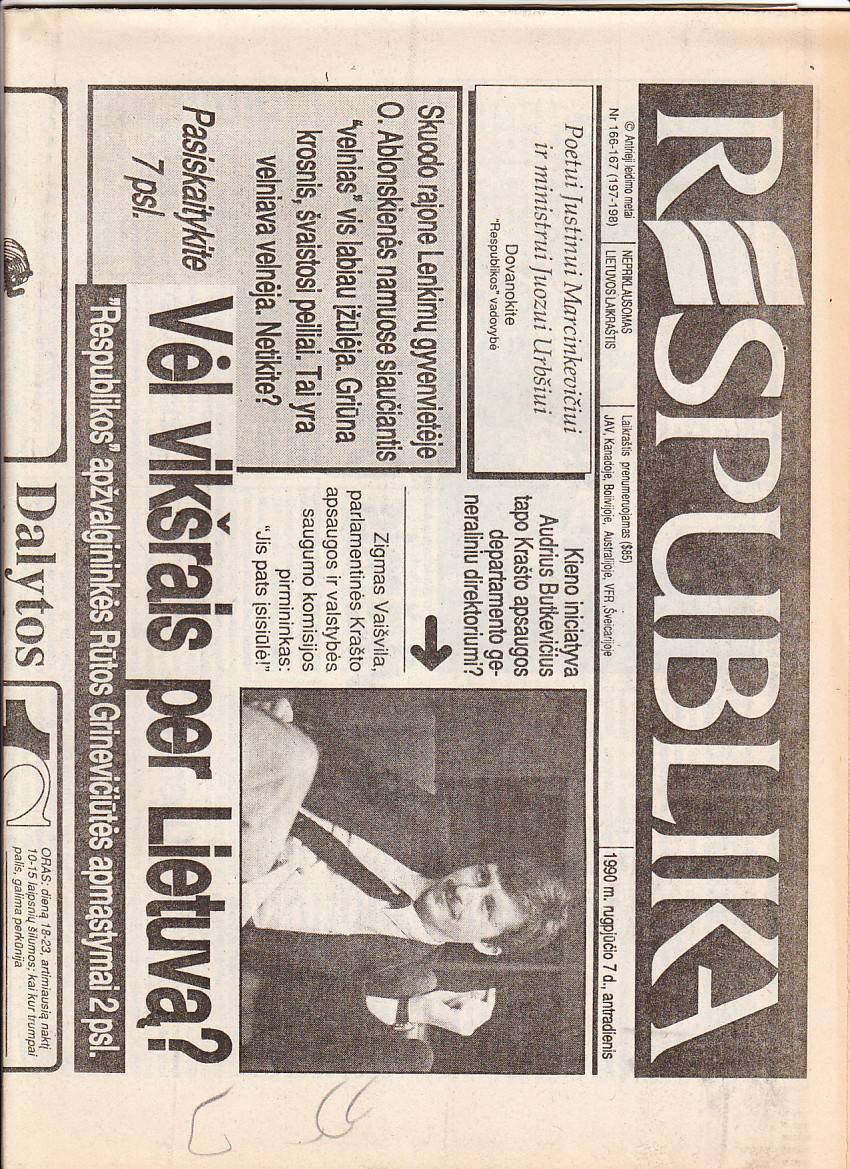 RESPUBLIKA
© Antrieji leidimo metai
Nr 166-167 (197-198)
NEPRIKLAUSOMAS
LIETUVOS LAIKRAŠTIS
Laikraštis prenumeruojamas ($85)
JAV, Kanadoje, Bolivijoje, Australijoje, VFR ,Šveicarijoje
1990 m. rugpjūčio 7 d., antradienis
Poetui Justinui Marcinkevičiui
ir ministrui Juozui Urbšiui
Dovanokite
"Respublikos" vadovybė
Skuodo rajone Lenkimų gyvenvietėje
O. Ablonskienės namuose siaučiantis
"velnias" vis labiau įžūlėja. Griūna
krosnis, švaistosi peiliai. Tai yra
velniava velnėja. Netikite?
Pasiskaitykite
7 psl.
Kieno iniciatyva
Audrius Butkevičius
tapo Krašto apsaugos
departamento ge-
neraliniu direktoriumi?
Zigmas Vaišvila,
parlamentinės Krašto
apsaugos ir valstybės
saugumo komisijos
pirmininkas:
"Jis pats įsisiūlė!"
Vėl vikšrais per Lietuvą?
"Respublikos" apžvalgininkės Rūtos Grinevičiūtės apmąstymai 2 psl.
Dalytos
ORAS: dieną 18-23, artimiausią naktį
10-15 laipsnių šilumos; kai kur trumpai
palis, galima perkūnija